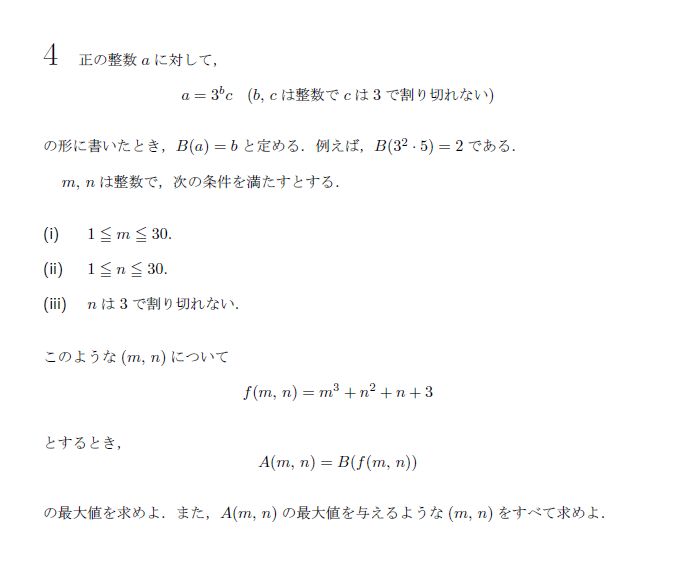 4 正の整数 a に対して,
a = 3^b c (b, c は整数で c は 3 で割り切れない)
の形に書いたとき, B(a) = b と定める. 例えば, B(3^2 · 5) = 2 である.
m, n は整数で, 次の条件を満たすとする.
(i) 1 ≦ m ≦ 30.
(ii) 1 ≦ n ≦ 30.
(iii) n は 3 で割り切れない.
このような (m, n) について
f(m, n) = m^3 + n^2 + n + 3
とするとき,
A(m, n) = B(f(m, n))
の最大値を求めよ. また, A(m, n) の最大値を与えるような (m, n) をすべて求めよ.